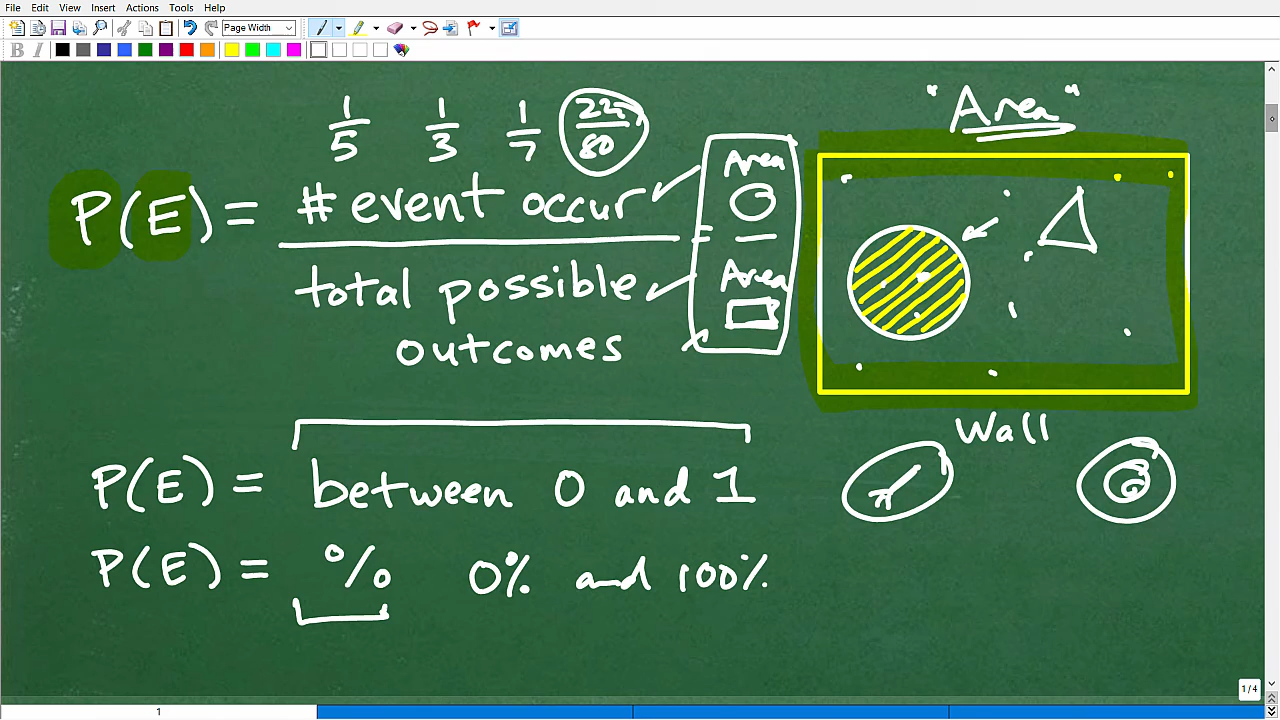 File Edit View Insert Actions Tools Help
Page Width
B I
"Area"
1/5 1/3 1/7 22/80
P(E) = # event occur / total possible outcomes = Area / Area
Wall
P(E) = between 0 and 1
P(E) = % 0% and 100%
1/4
1